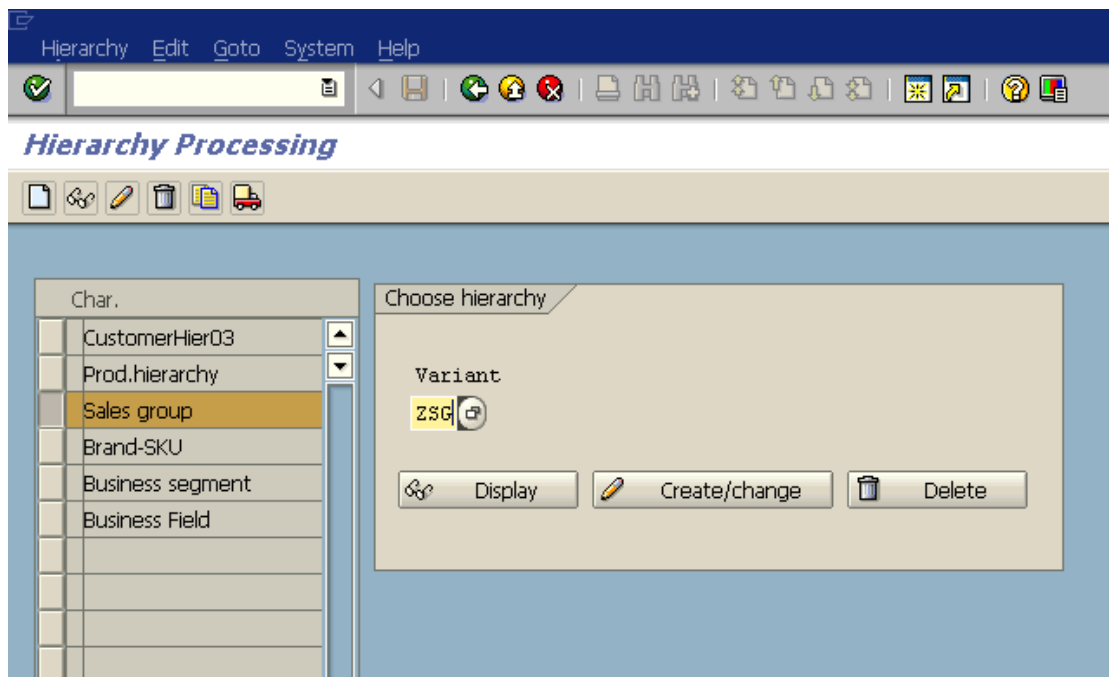 Hierarchy Edit Goto System Help
Hierarchy Processing
Char.
CustomerHier03
Prod.hierarchy
Sales group
Brand-SKU
Business segment
Business Field
Choose hierarchy
Variant
ZSG
Display Create/change Delete